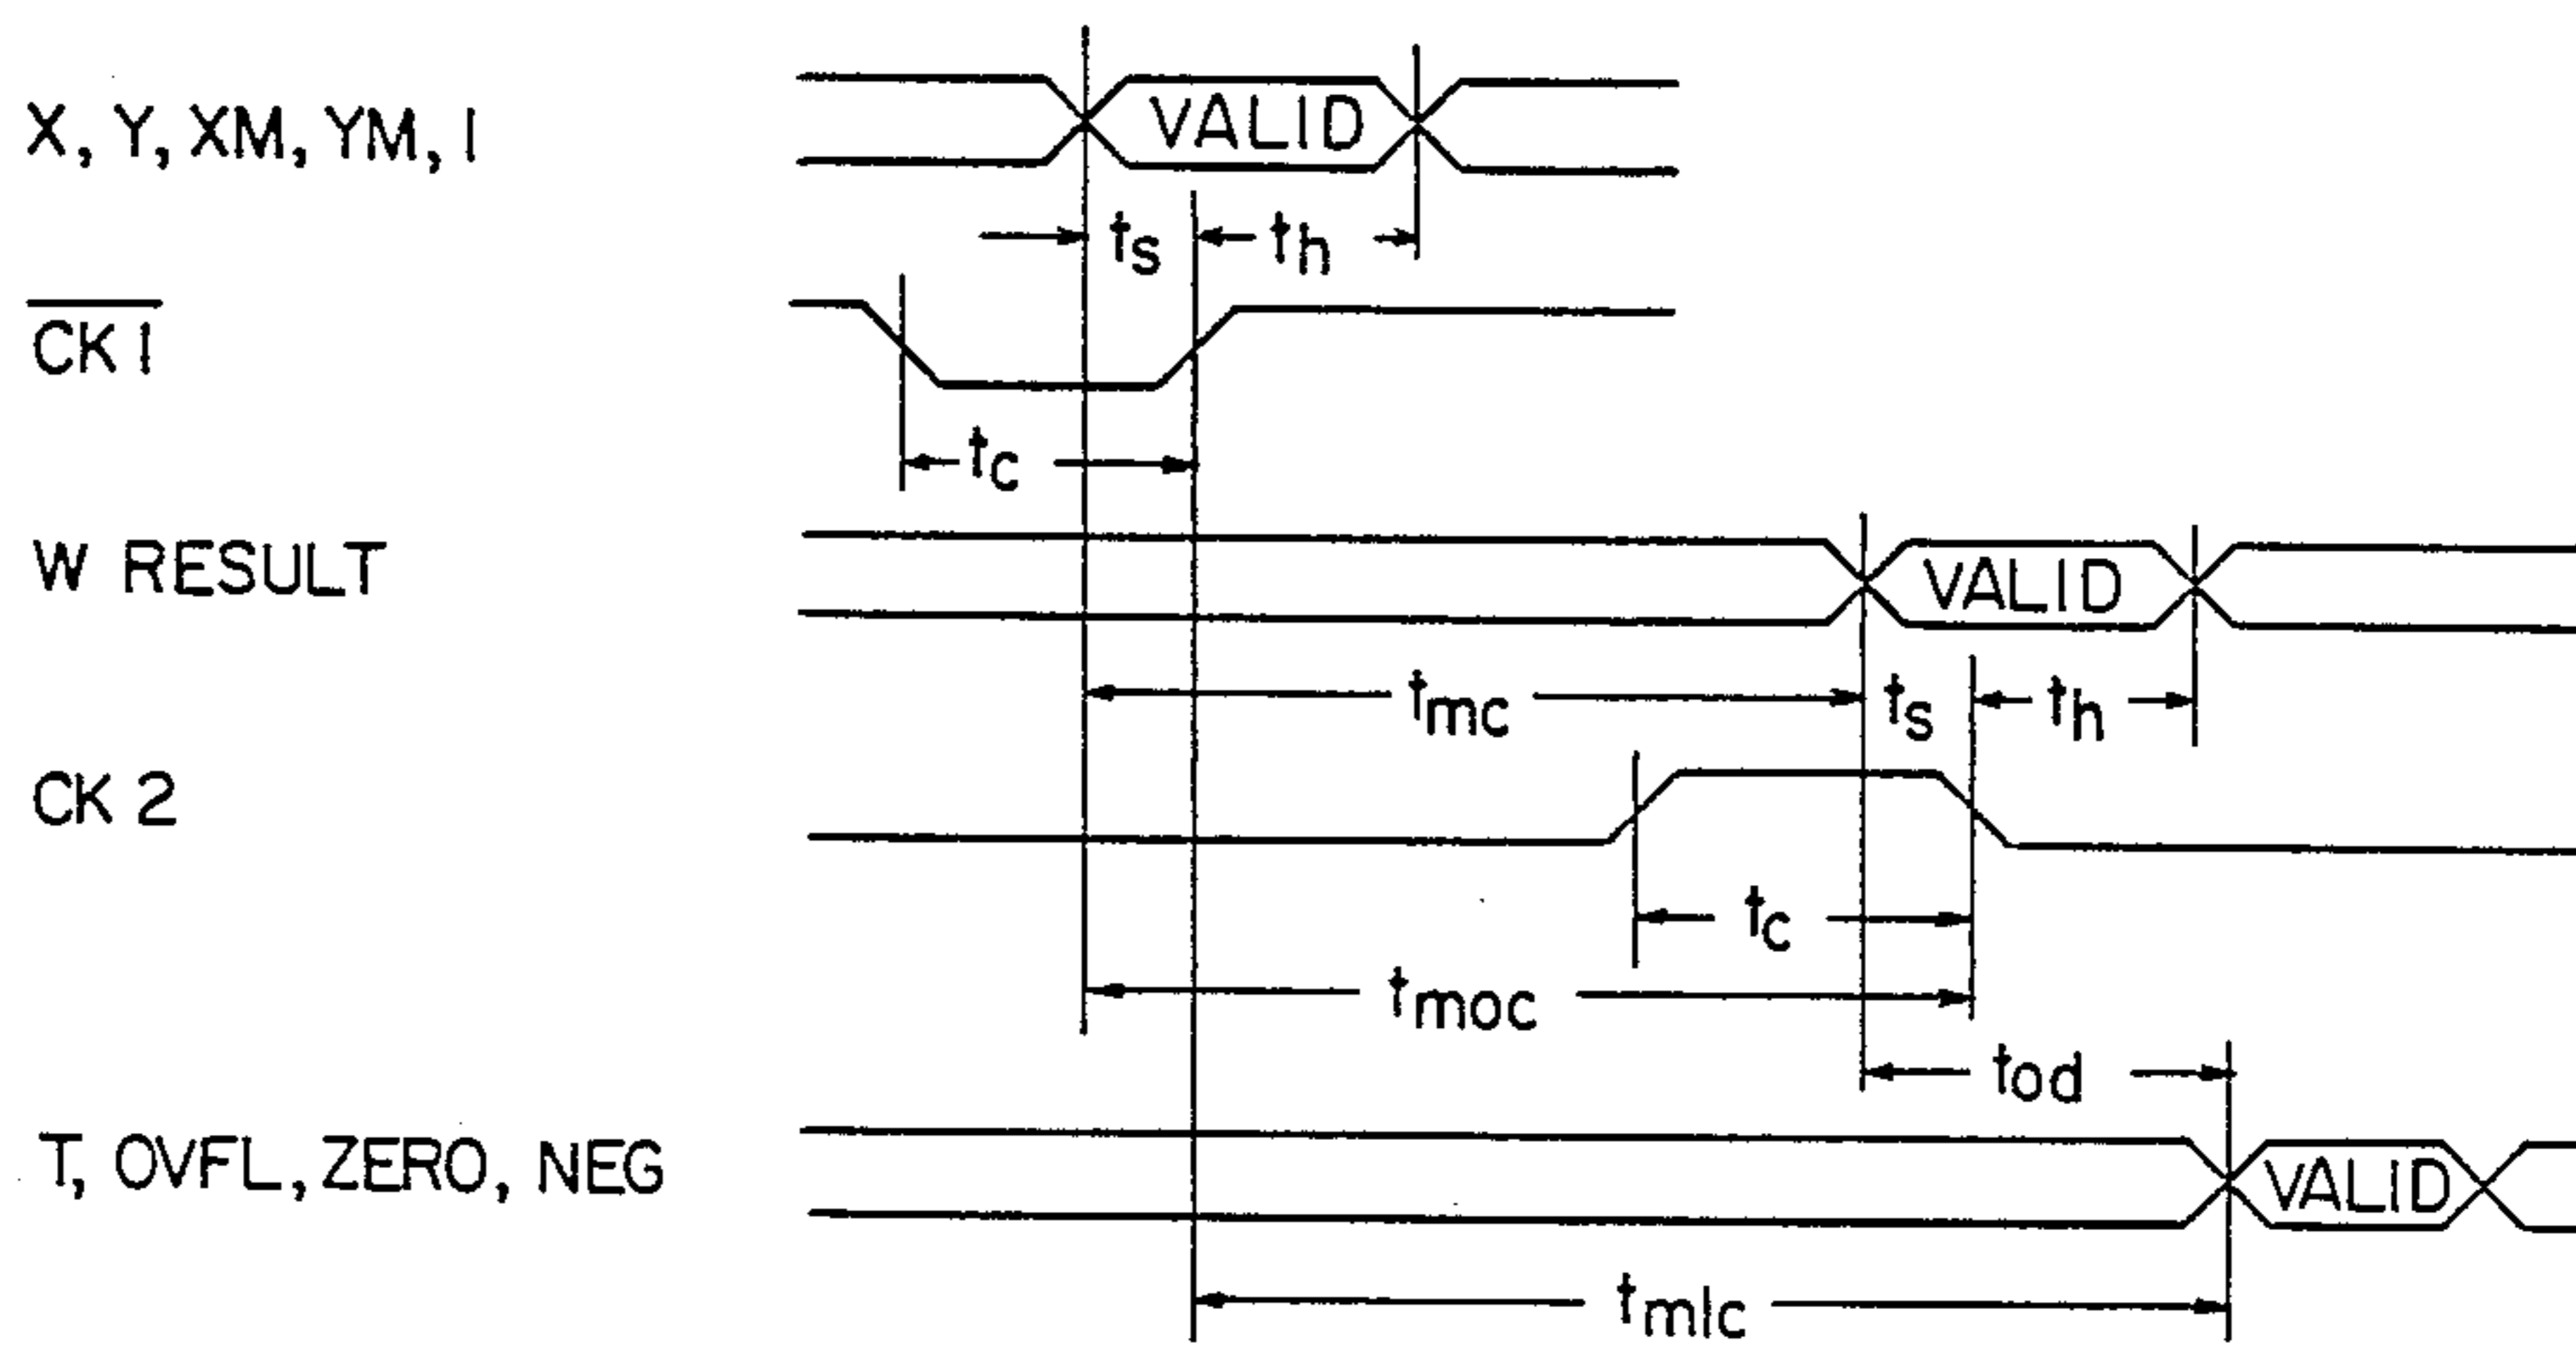 X, Y, XM, YM, I
VALID
ts
th
CK 1
tc
W RESULT
VALID
tmc
ts
th
CK 2
tc
tmoc
tod
T, OVFL, ZERO, NEG
VALID
tmlc